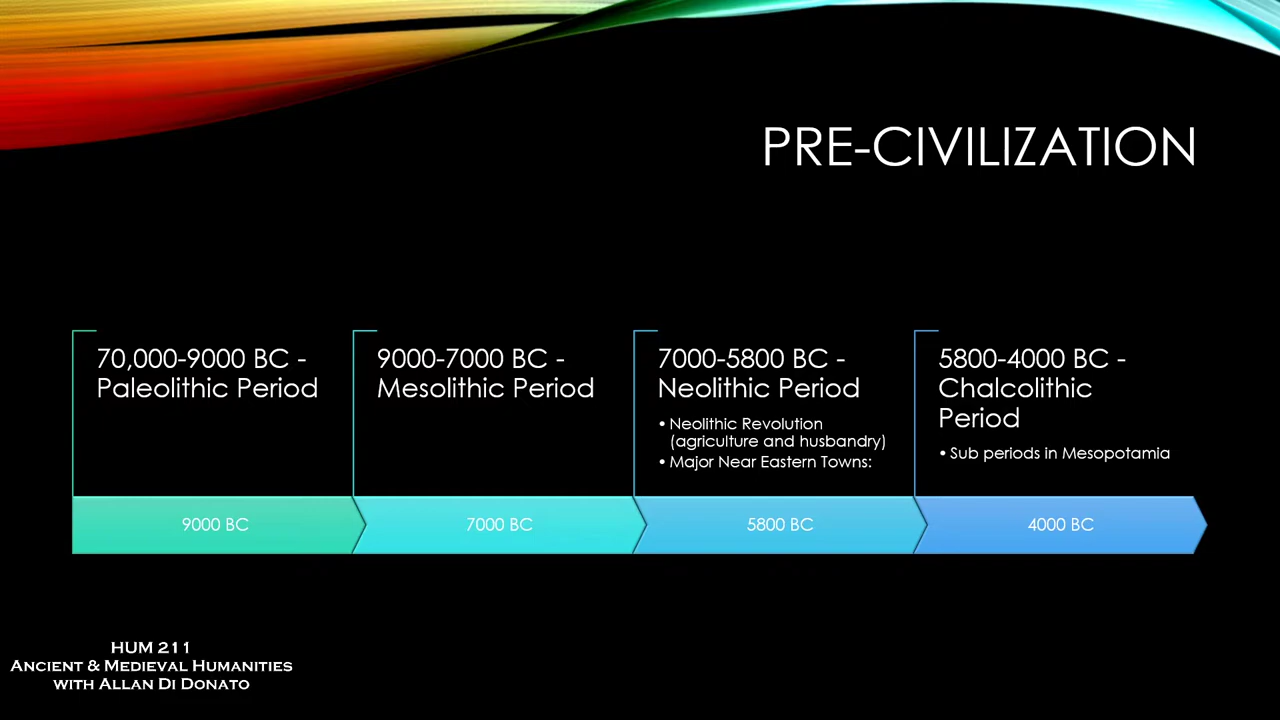 PRE-CIVILIZATION
70,000-9000 BC -
Paleolithic Period
9000-7000 BC -
Mesolithic Period
7000-5800 BC -
Neolithic Period
• Neolithic Revolution
(agriculture and husbandry)
• Major Near Eastern Towns:
5800-4000 BC -
Chalcolithic
Period
• Sub periods in Mesopotamia
9000 BC
7000 BC
5800 BC
4000 BC
HUM 211
Ancient & Medieval Humanities
with Allan Di Donato